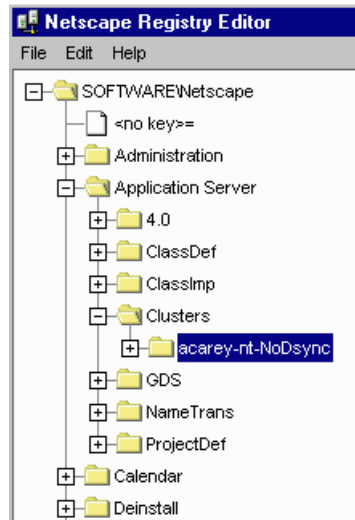 Netscape Registry Editor
File Edit Help
SOFTWARE\Netscape
<no key>=
Administration
Application Server
4.0
ClassDef
ClassImp
Clusters
acarey-nt-NoDsync
GDS
NameTrans
ProjectDef
Calendar
Deinstall